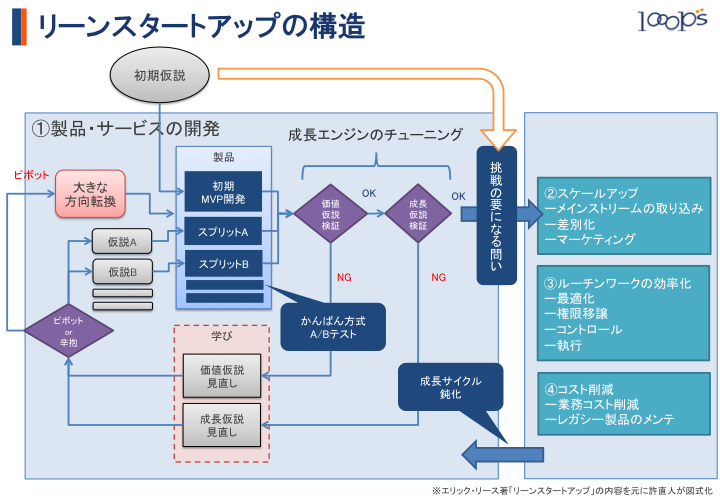 リーンスタートアップの構造
looops
初期仮説
①製品・サービスの開発
成長エンジンのチューニング
ピボット
大きな
方向転換
製品
初期
MVP開発
スプリットA
スプリットB
仮説A
仮説B
価値
仮説
検証
OK
成長
仮説
検証
OK
挑戦の要になる問い
NG
NG
ピボット
or
辛抱
かんばん方式
A/Bテスト
学び
価値仮説
見直し
成長仮説
見直し
成長サイクル
鈍化
②スケールアップ
ーメインストリームの取り込み
ー差別化
ーマーケティング
③ルーチンワークの効率化
ー最適化
ー権限移譲
ーコントロール
ー執行
④コスト削減
ー業務コスト削減
ーレガシー製品のメンテ
※エリック・リース著「リーンスタートアップ」の内容を元に許直人が図式化